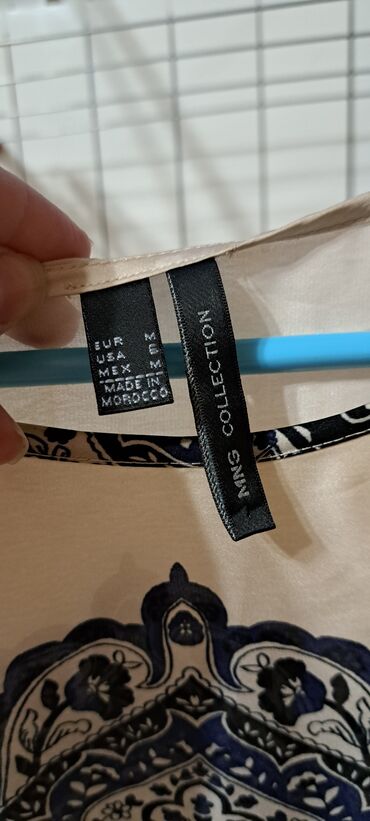 EUR M
USA M
MEX M
MADE IN
MOROCCO
MNG COLLECTION